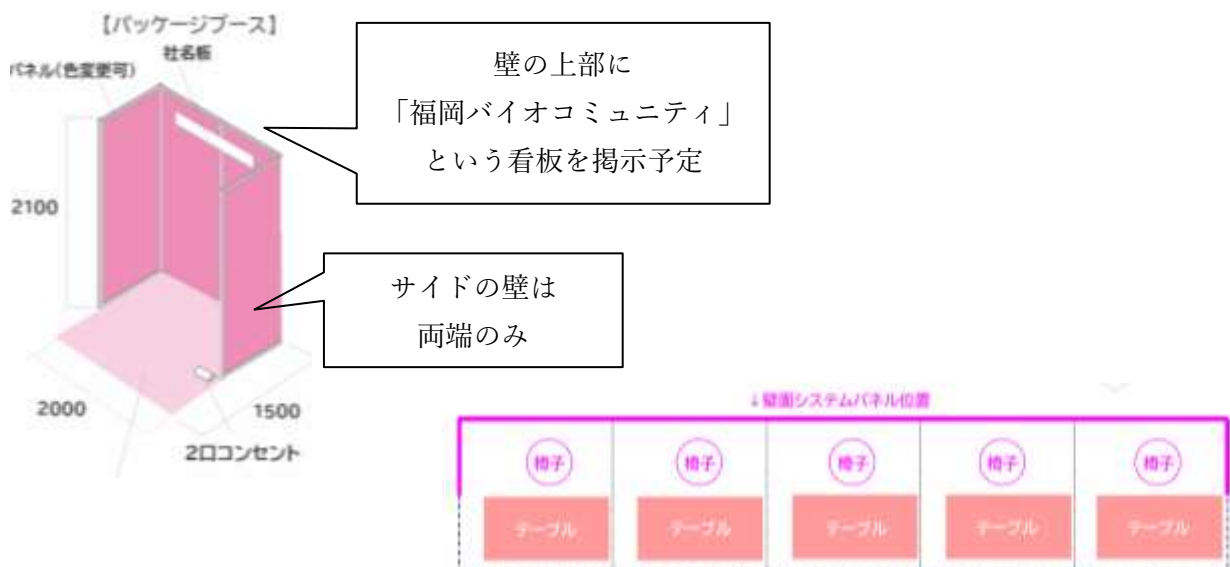 【パッケージブース】
社名板
パネル(色変更可)
2100
2000
1500
2口コンセント
壁の上部に
「福岡バイオコミュニティ」
という看板を掲示予定
サイドの壁は
両端のみ
↓壁面システムパネル位置
椅子 椅子 椅子 椅子 椅子
テーブル テーブル テーブル テーブル テーブル